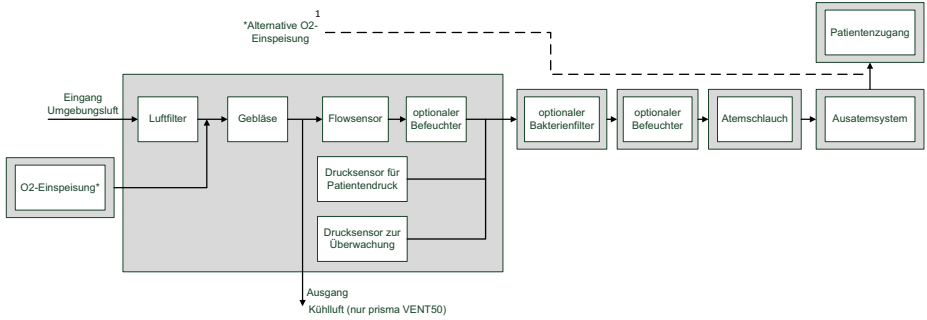 1
*Alternative O2-
Einspeisung
Patientenzugang
Eingang
Umgebungsluft
Luftfilter
Gebläse
Flowsensor
optionaler
Befeuchter
optionaler
Bakterienfilter
optionaler
Befeuchter
Atemschlauch
Ausatemsystem
O2-Einspeisung*
Drucksensor für
Patientendruck
Drucksensor zur
Überwachung
Ausgang
Kühlluft (nur prisma VENT50)